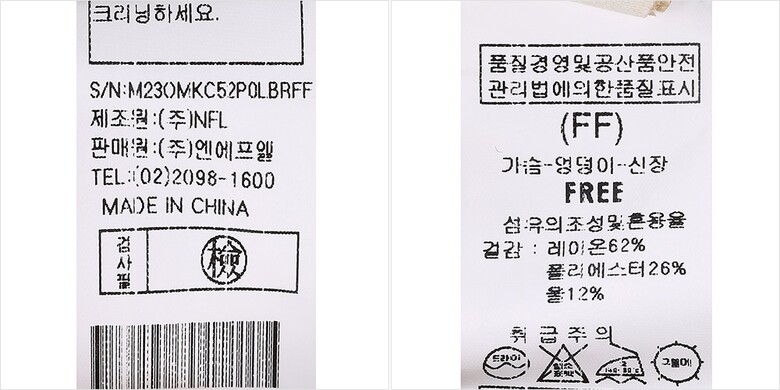 크리닝하세요.
S/N:M230MKC52P0LBRFF
제조원:(주)NFL
판매원:(주)엔에프엘
TEL:(02)2098-1600
MADE IN CHINA
검사필
檢
품질경영및공산품안전
관리법에의한품질표시
(FF)
가슴-엉덩이-신장
FREE
섬유의조성및혼용율
겉감 : 레이온62%
폴리에스터26%
울12%
취급주의
드라이
염소표백
그늘에